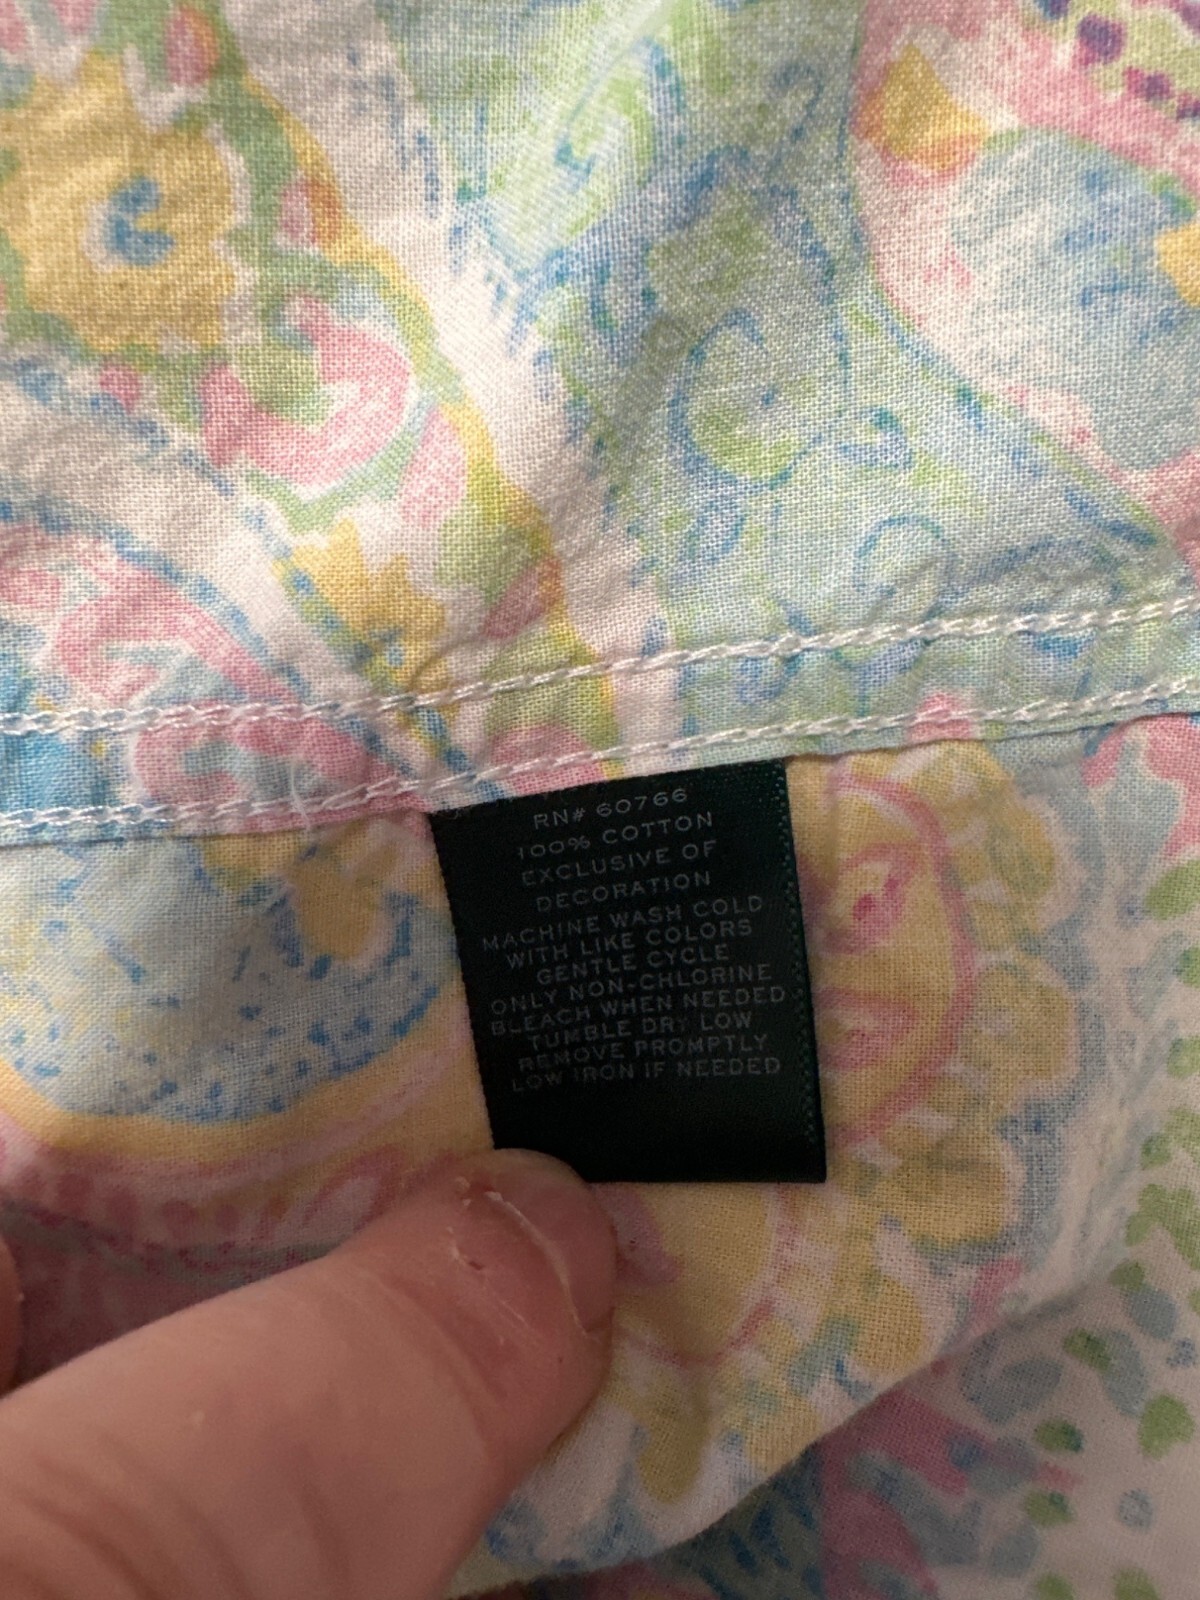 RN# 60766
100% COTTON
EXCLUSIVE OF
DECORATION
MACHINE WASH COLD
WITH LIKE COLORS
GENTLE CYCLE
ONLY NON-CHLORINE
BLEACH WHEN NEEDED
TUMBLE DRY LOW
REMOVE PROMPTLY
LOW IRON IF NEEDED